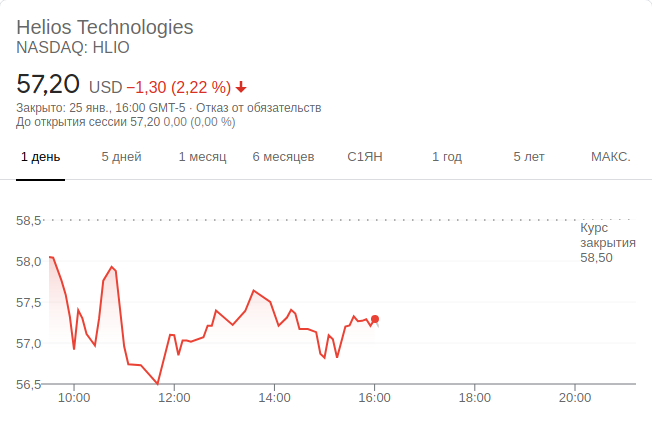 Helios Technologies
NASDAQ: HLIO
57,20 USD −1,30 (2,22 %)
Закрыто: 25 янв., 16:00 GMT-5 · Отказ от обязательств
До открытия сессии 57,20 0,00 (0,00 %)
1 день 5 дней 1 месяц 6 месяцев С1ЯН 1 год 5 лет МАКС.
58,5
Курс
закрытия
58,50
58,0
57,5
57,0
56,5
10:00 12:00 14:00 16:00 18:00 20:00